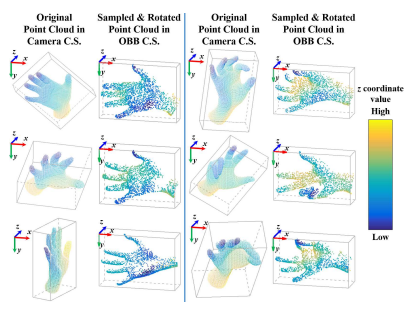 Original
Point Cloud in
Camera C.S.
Sampled & Rotated
Point Cloud in
OBB C.S.
Original
Point Cloud in
Camera C.S.
Sampled & Rotated
Point Cloud in
OBB C.S.
z
x
y
z
x
y
z
x
y
z
x
y
z coordinate
value
High
Low
z
x
y
z
x
y
z
x
y
z
x
y
z
x
y
z
x
y
z
x
y
z
x
y